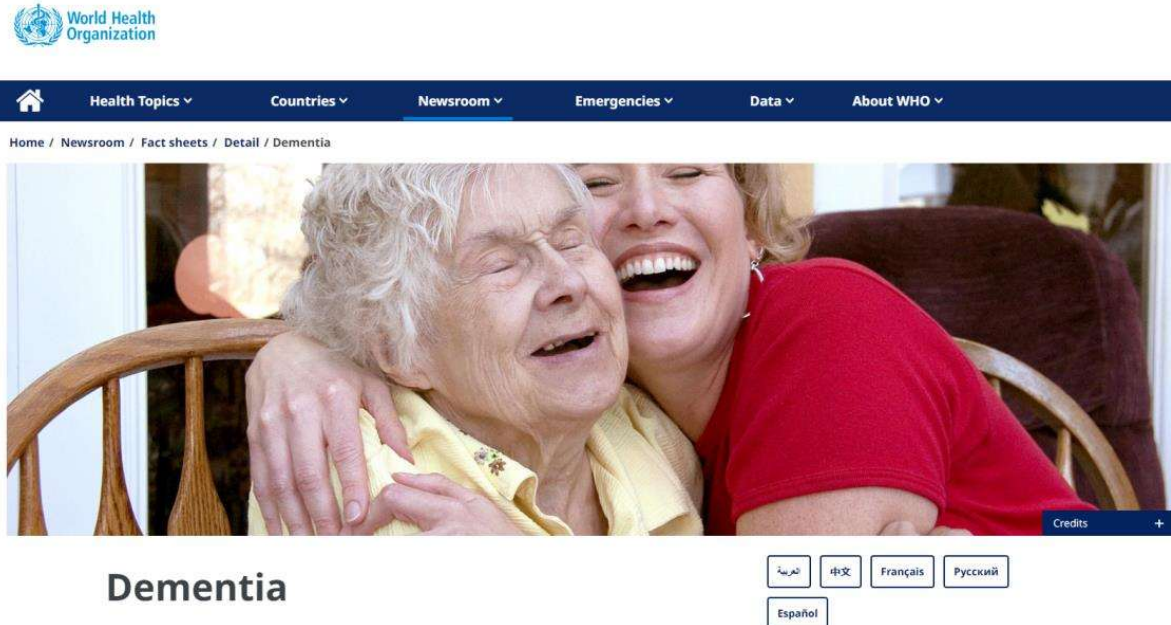 World Health
Organization
Health Topics Countries Newsroom Emergencies Data About WHO
Home / Newsroom / Fact sheets / Detail / Dementia
Credits +
Dementia
العربية 中文 Français Русский
Español